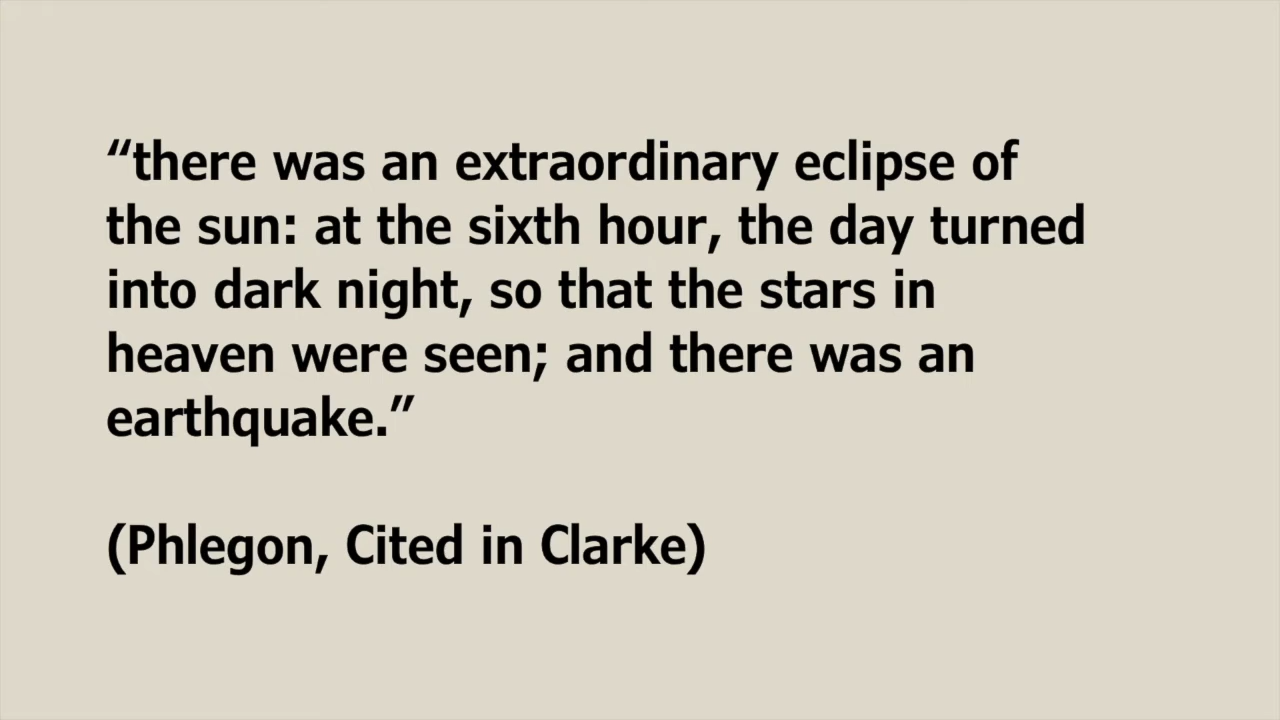 “there was an extraordinary eclipse of
the sun: at the sixth hour, the day turned
into dark night, so that the stars in
heaven were seen; and there was an
earthquake.”
(Phlegon, Cited in Clarke)